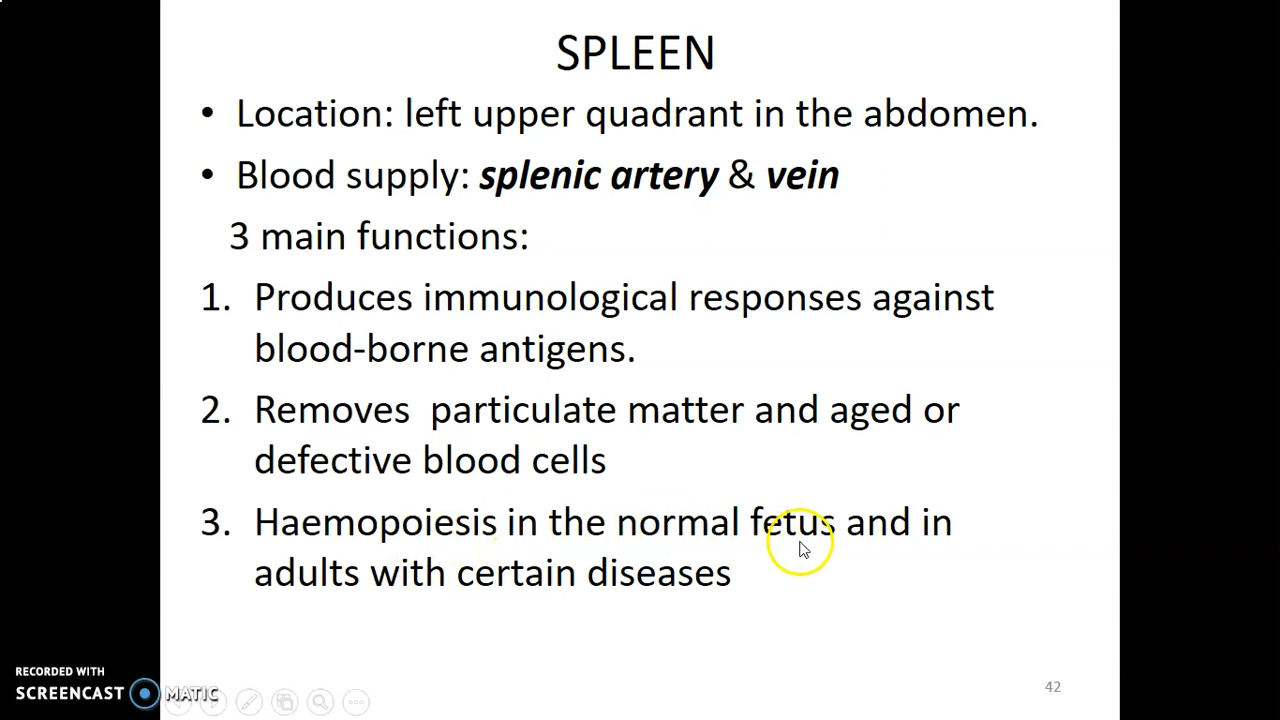 SPLEEN
• Location: left upper quadrant in the abdomen.
• Blood supply: splenic artery & vein
3 main functions:
1. Produces immunological responses against
blood-borne antigens.
2. Removes  particulate matter and aged or
defective blood cells
3. Haemopoiesis in the normal fetus and in
adults with certain diseases
RECORDED WITH
SCREENCAST MATIC
42